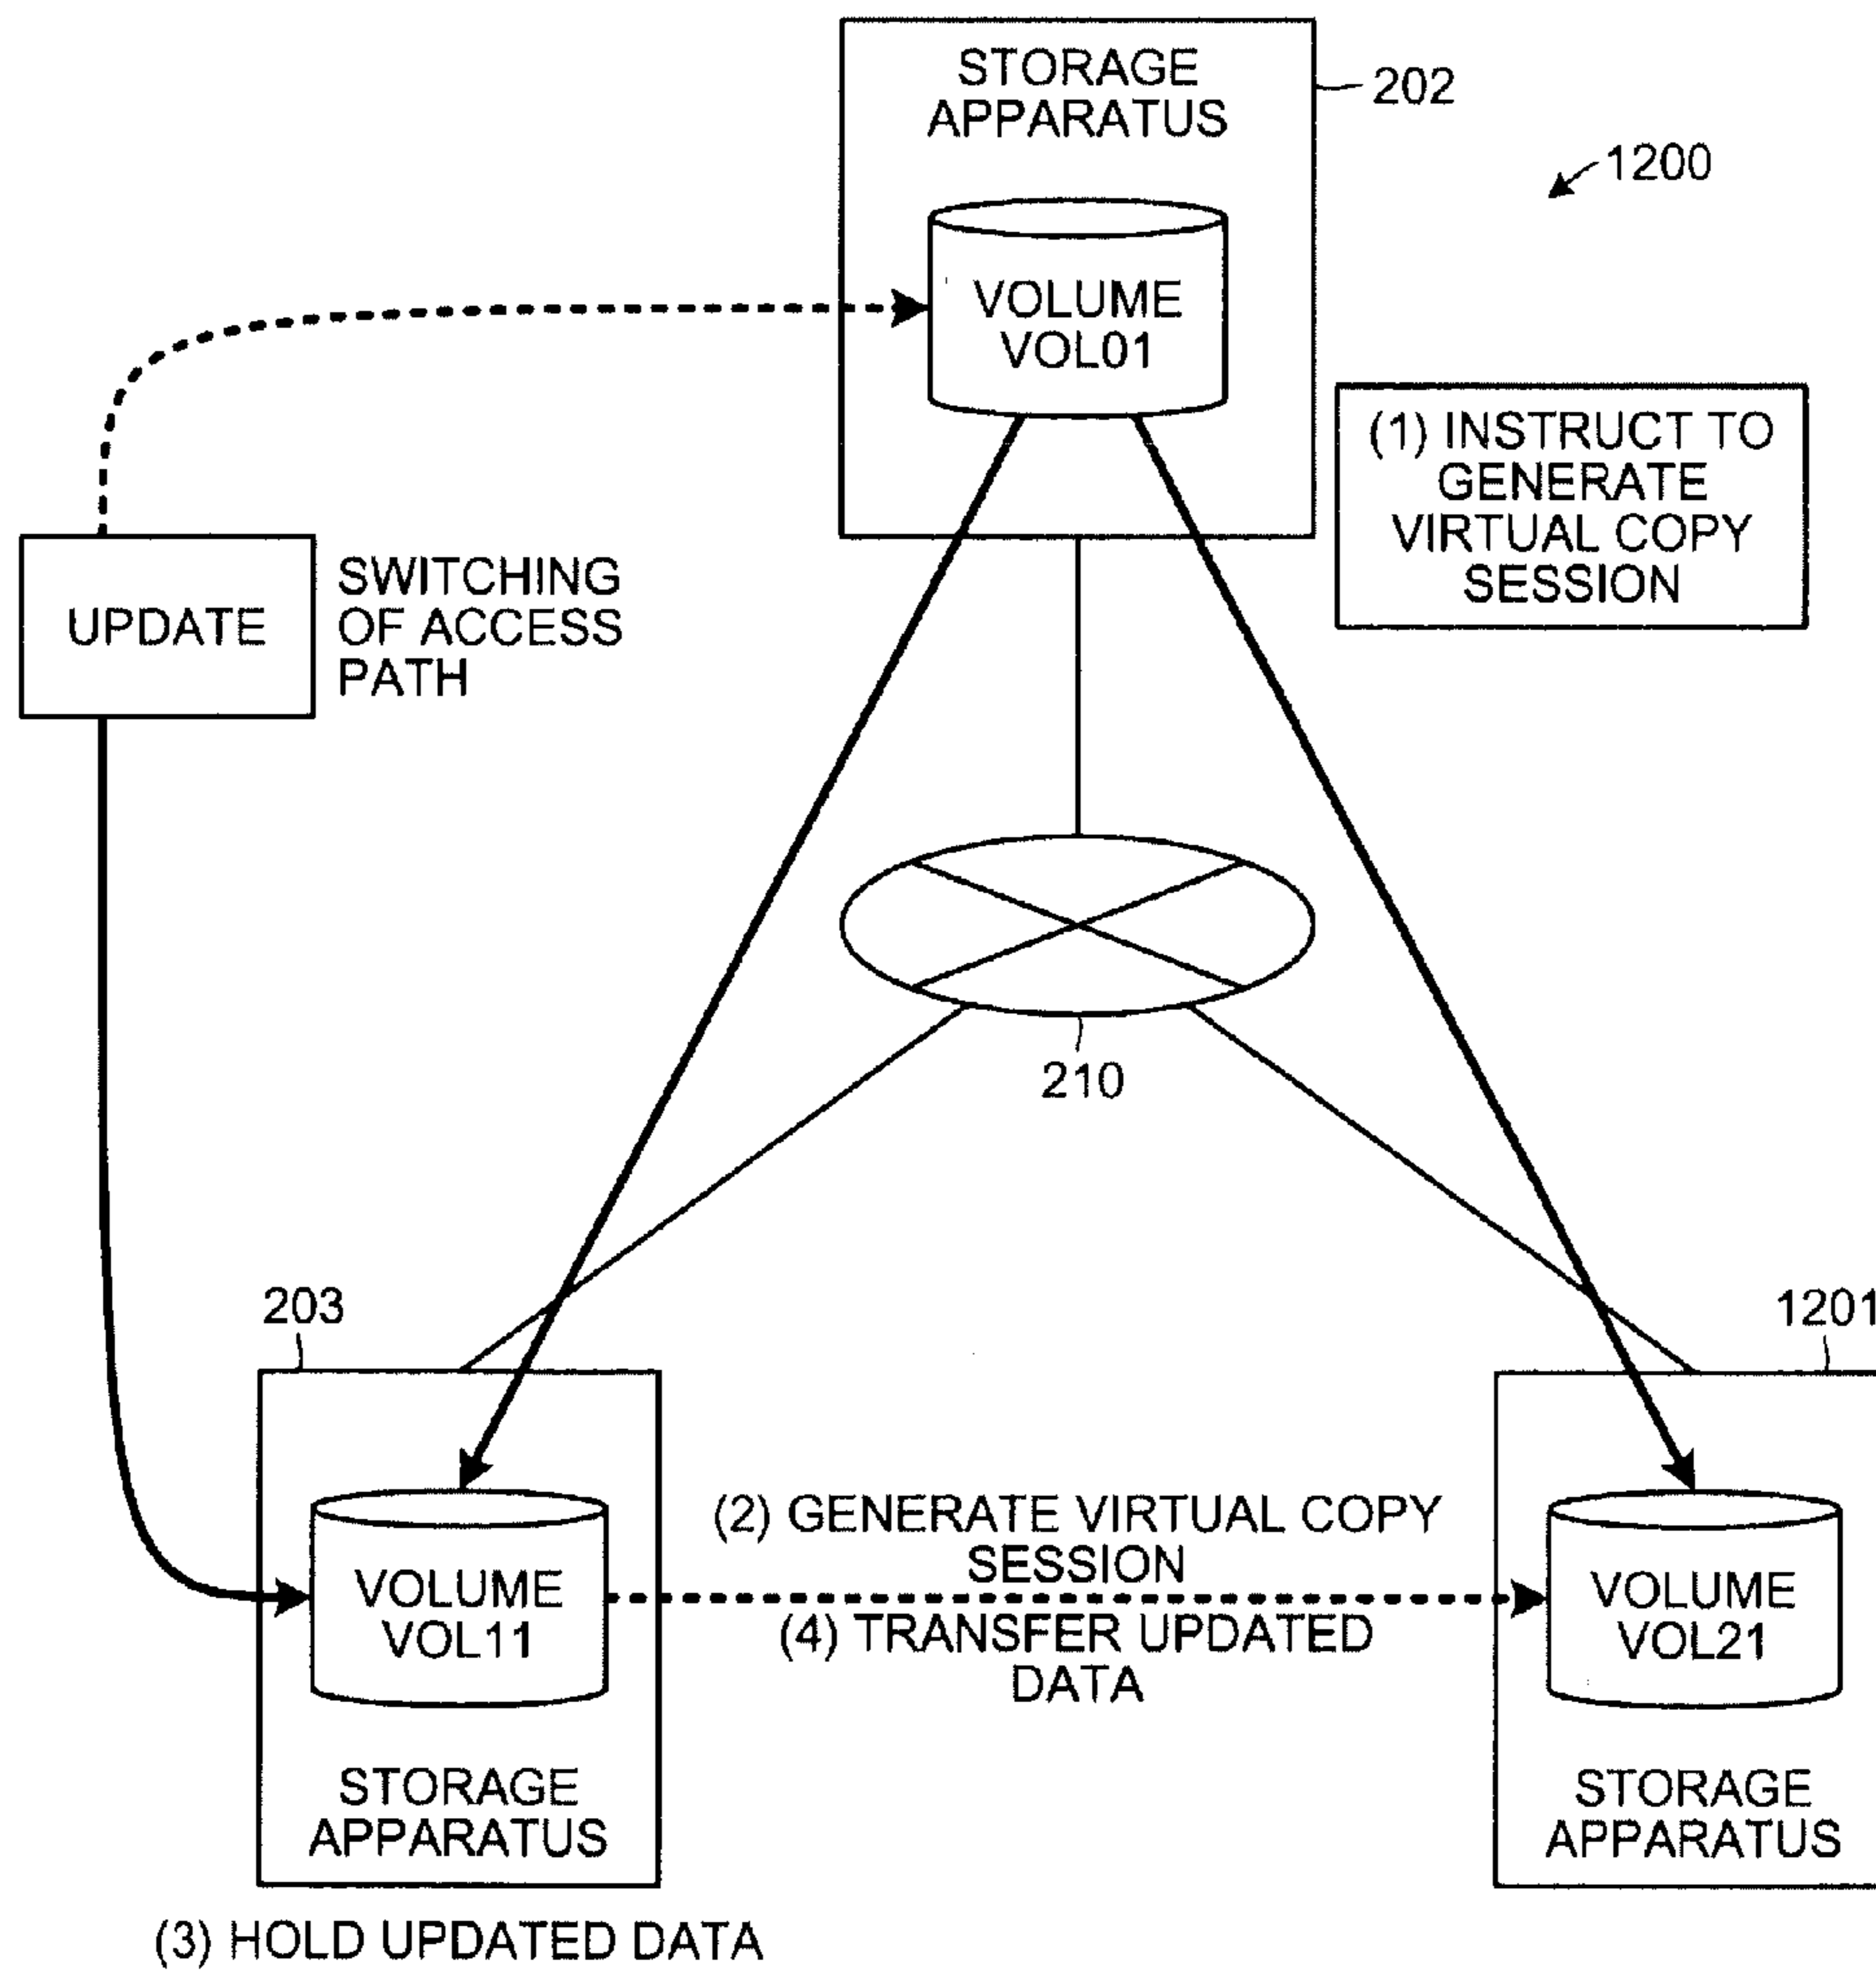 STORAGE
APPARATUS
202
1200
VOLUME
VOL01
(1) INSTRUCT TO
GENERATE
VIRTUAL COPY
SESSION
UPDATE
SWITCHING
OF ACCESS
PATH
210
203
1201
(2) GENERATE VIRTUAL COPY
SESSION
VOLUME
VOL11
(4) TRANSFER UPDATED
DATA
VOLUME
VOL21
STORAGE
APPARATUS
STORAGE
APPARATUS
(3) HOLD UPDATED DATA